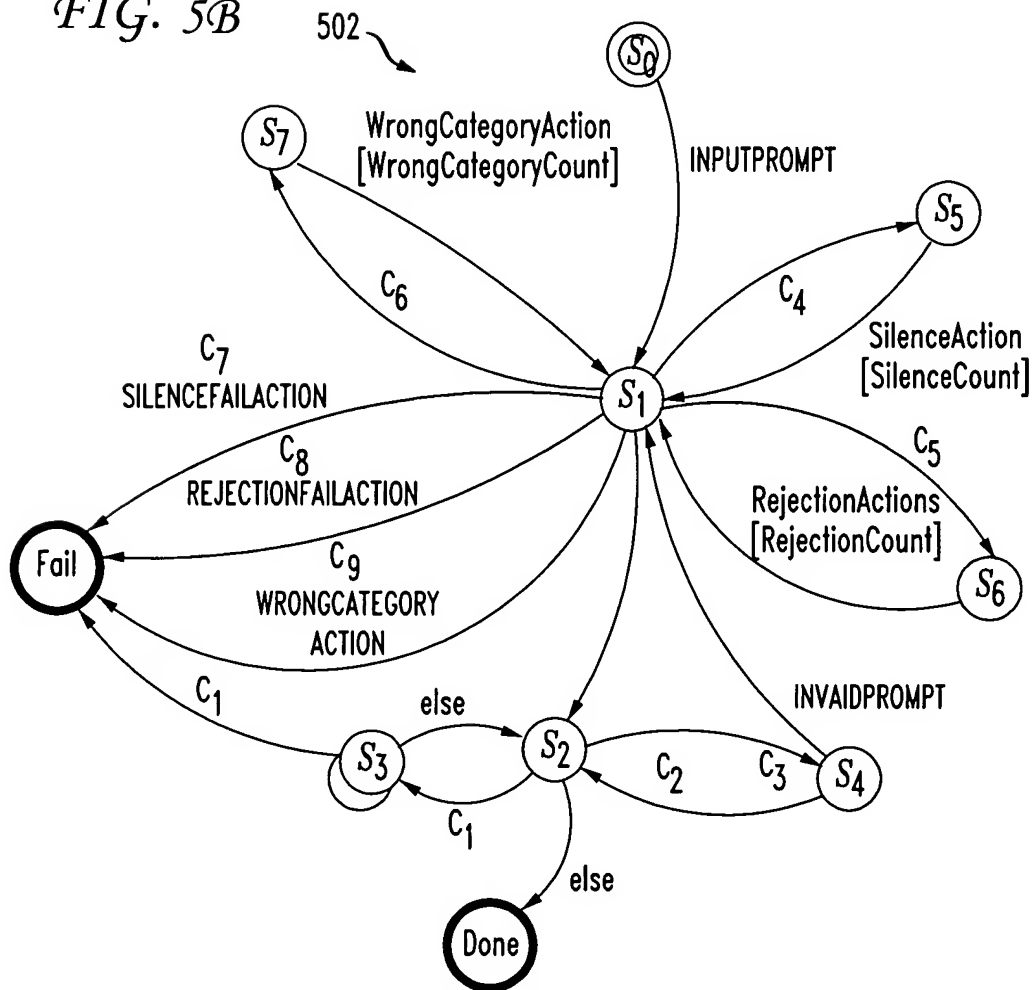 FIG. 5B
502
S0
S7
WrongCategoryAction
[WrongCategoryCount]
INPUTPROMPT
S5
C6
C4
SilenceAction
[SilenceCount]
C7
SILENCEFAILACTION
S1
C5
C8
REJECTIONFAILACTION
RejectionActions
[RejectionCount]
Fail
C9
WRONGCATEGORY
ACTION
S6
C1
else
INVAIDPROMPT
S3
S2
C2
C3
S4
C1
else
Done